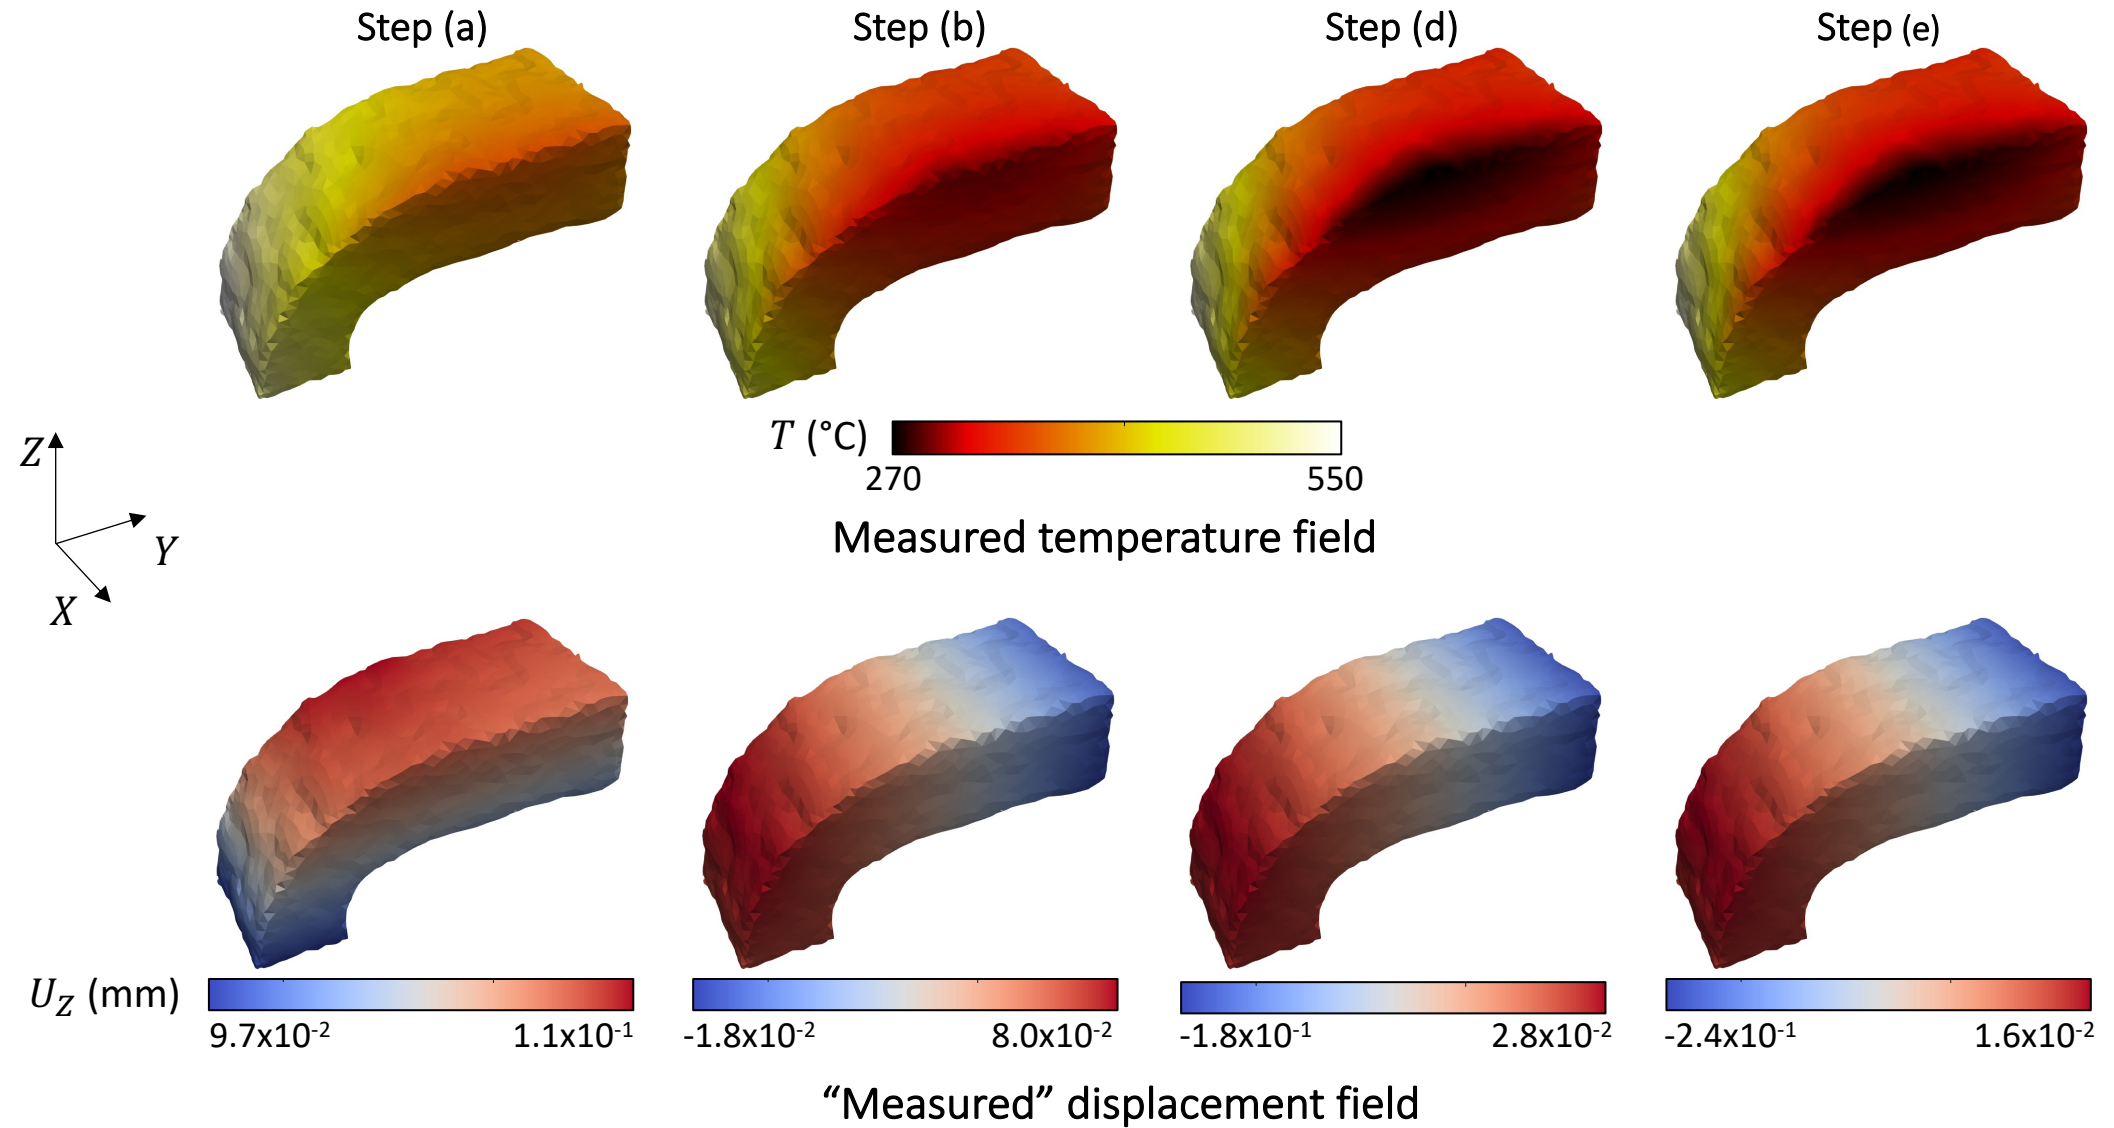 Step (a) Step (b) Step (d) Step (e)
T (°C)
270 550
Measured temperature field
Z
Y
X
U_Z (mm)
9.7x10^-2 1.1x10^-1 -1.8x10^-2 8.0x10^-2 -1.8x10^-1 2.8x10^-2 -2.4x10^-1 1.6x10^-2
“Measured” displacement field